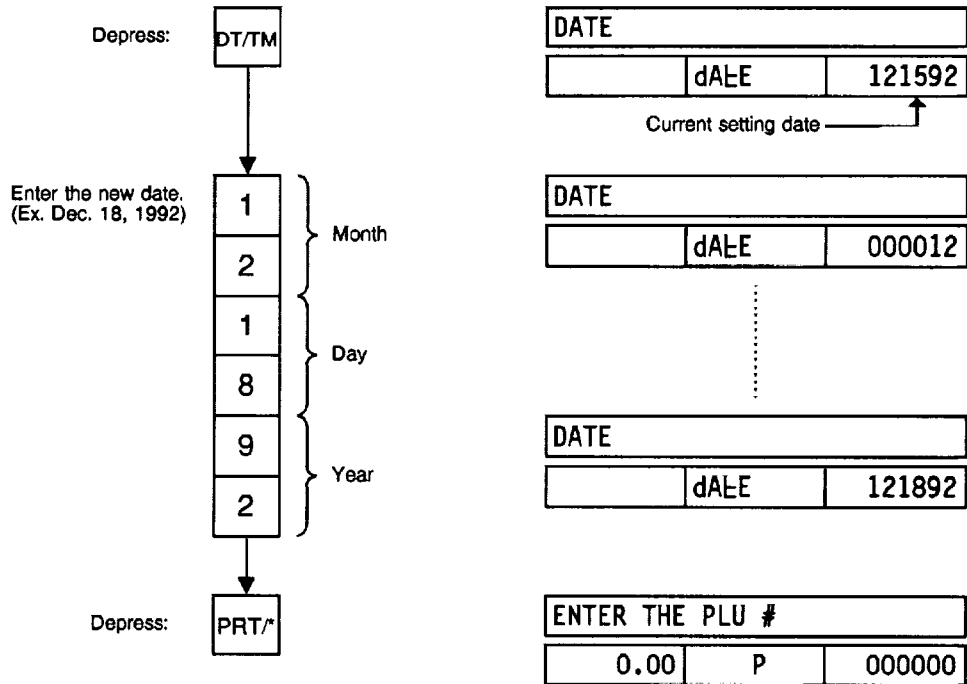 Depress:
DT/TM
DATE
dAtE 121592
Current setting date
Enter the new date.
(Ex. Dec. 18, 1992)
1
2
Month
1
8
Day
9
2
Year
DATE
dAtE 000012
DATE
dAtE 121892
Depress:
PRT/*
ENTER THE PLU #
0.00 P 000000